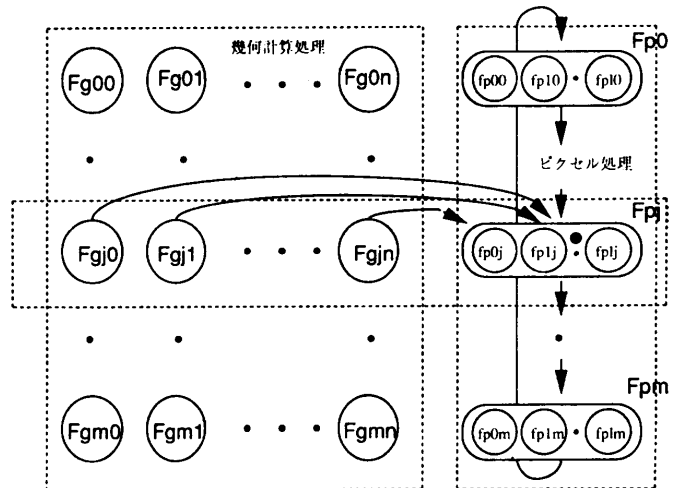 幾何計算処理
Fp0
Fg00 Fg01 Fg0n
fp00 fp10 fpl0
ピクセル処理
Fpj
Fgj0 Fgj1 Fgjn
fp0j fp1j fplj
Fpm
Fgm0 Fgm1 Fgmn
fp0m fp1m fplm